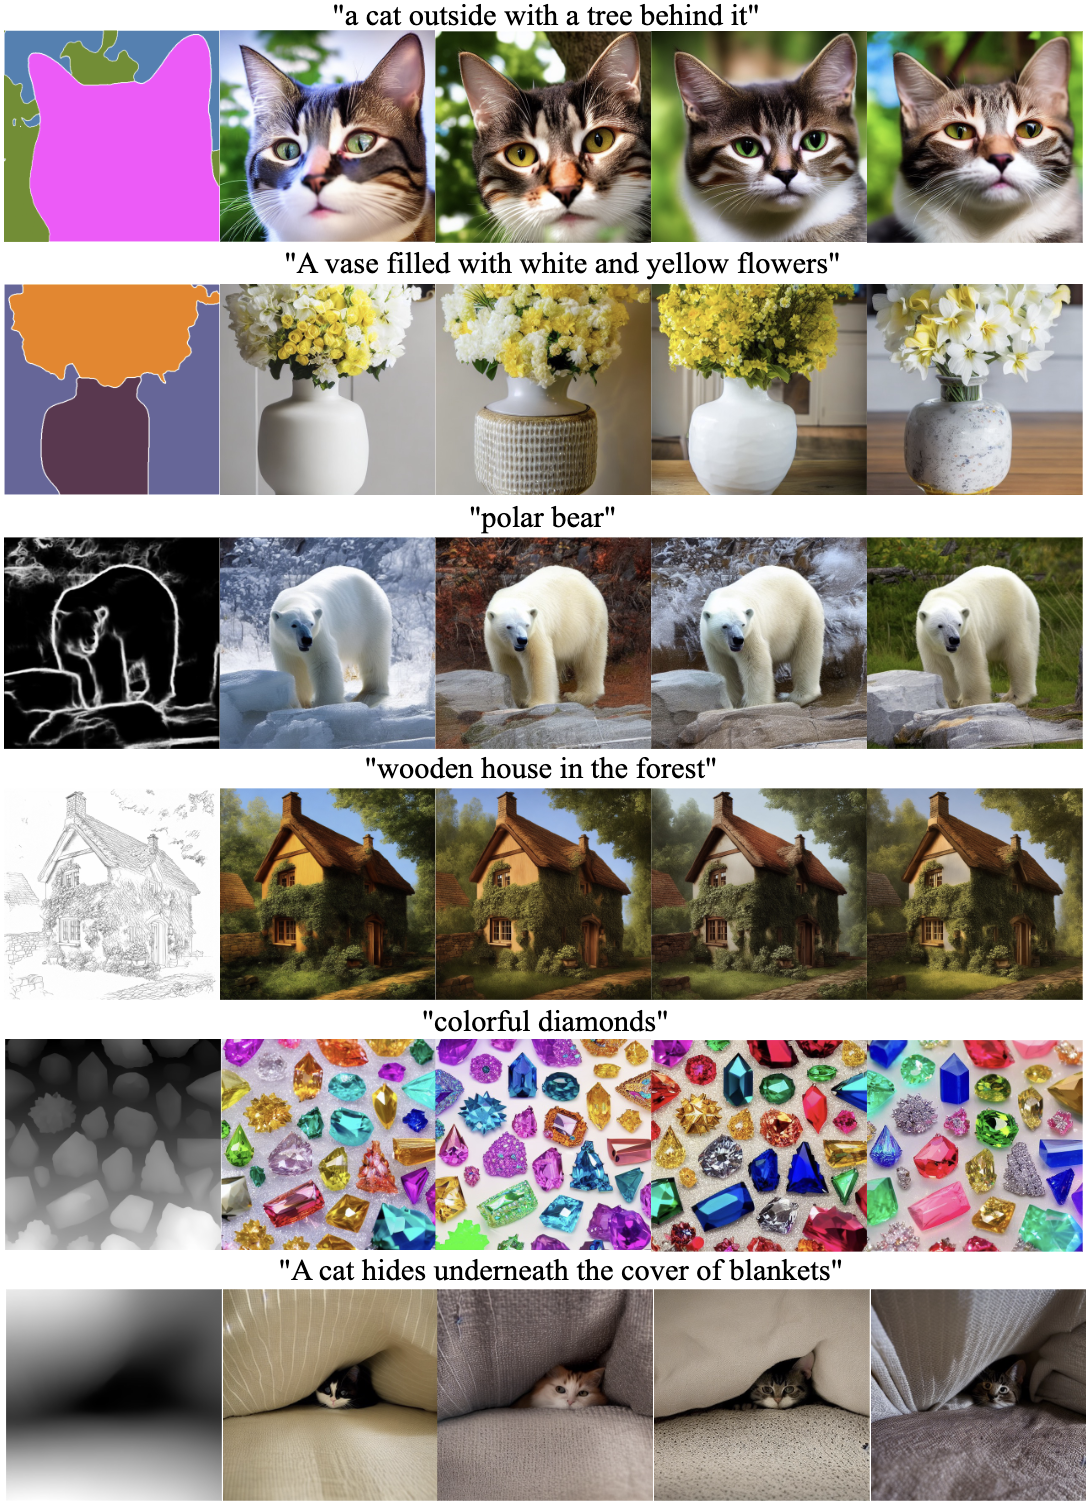 "a cat outside with a tree behind it"
"A vase filled with white and yellow flowers"
"polar bear"
"wooden house in the forest"
"colorful diamonds"
"A cat hides underneath the cover of blankets"